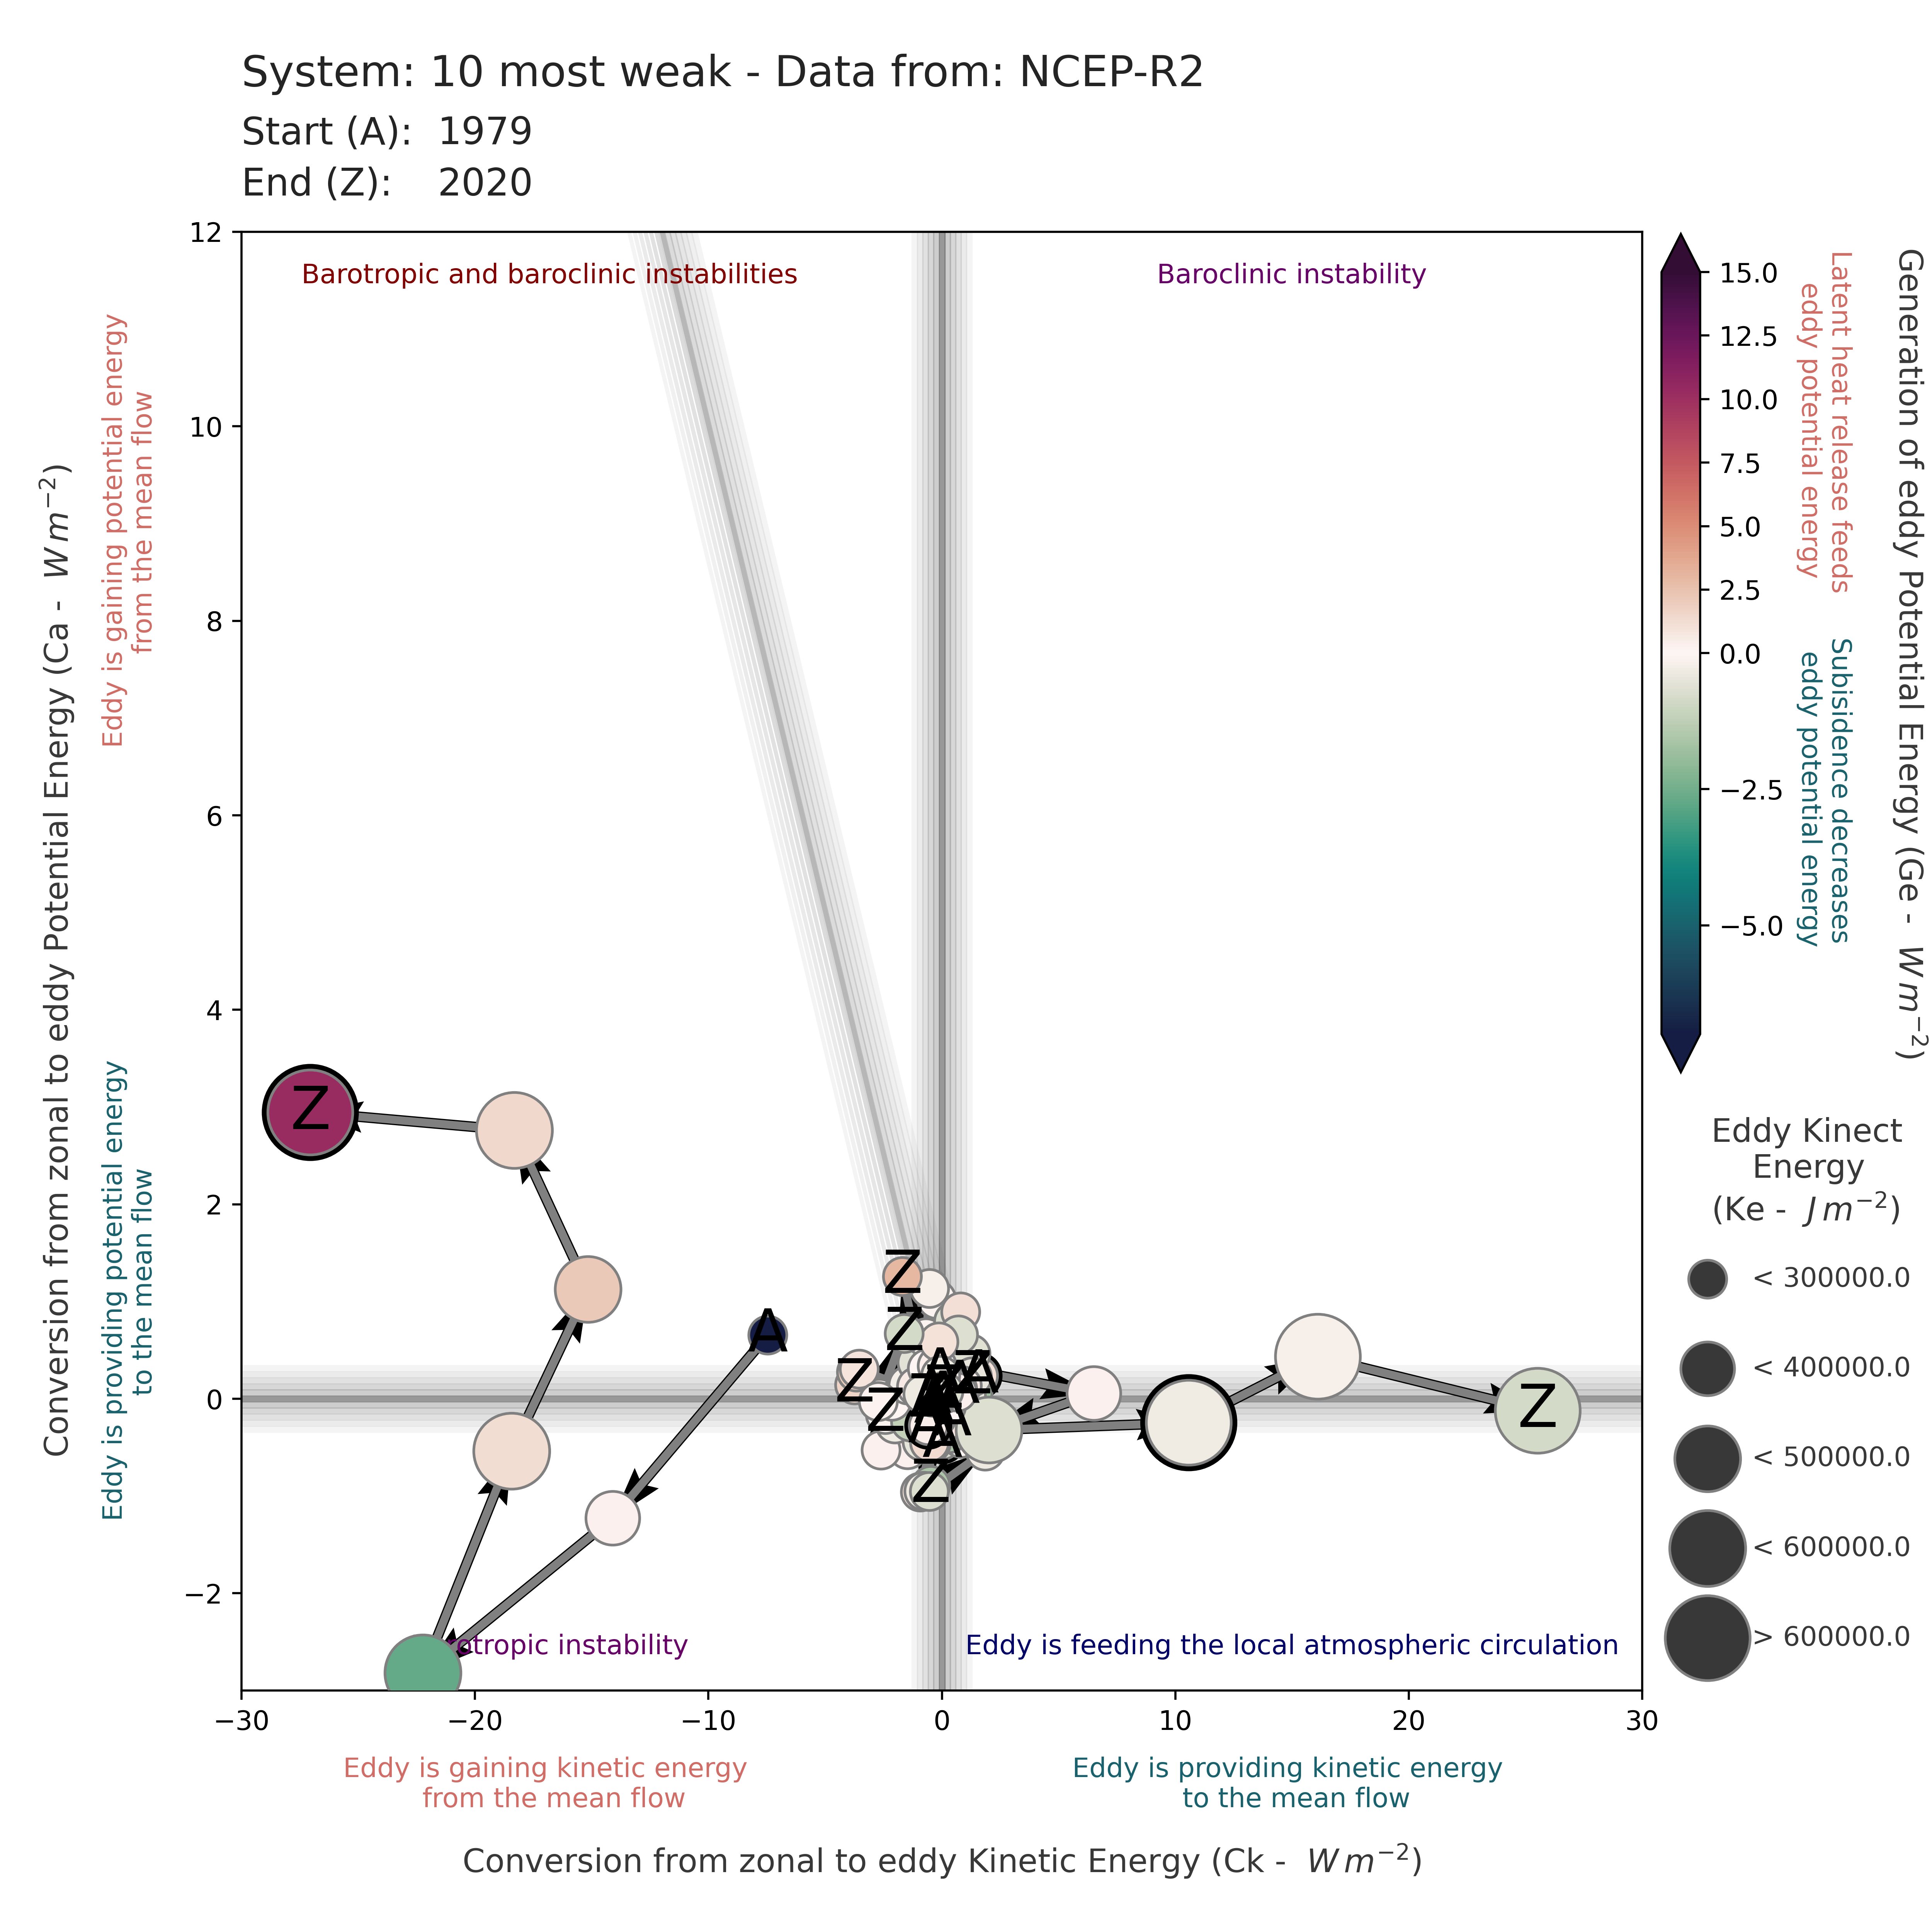 System: 10 most weak - Data from: NCEP-R2
Start (A): 1979
End (Z): 2020
Barotropic and baroclinic instabilities
Baroclinic instability
instability
Eddy is feeding the local atmospheric circulation
12
10
8
6
4
2
0
−2
−30
−20
−10
0
10
20
30
Conversion from zonal to eddy Potential Energy (Ca - W m⁻²)
Eddy is gaining potential energy
from the mean flow
Eddy is providing potential energy
to the mean flow
Eddy is gaining kinetic energy
from the mean flow
Eddy is providing kinetic energy
to the mean flow
Conversion from zonal to eddy Kinetic Energy (Ck - W m⁻²)
Z
A
Z
Z
Z
Z
Z
Z
A
A
15.0
12.5
10.0
7.5
5.0
2.5
0.0
−2.5
−5.0
Latent heat release feeds
eddy potential energy
Subisidence decreases
eddy potential energy
Generation of eddy Potential Energy (Ge - W m⁻²)
Eddy Kinect
Energy
(Ke - J m⁻²)
< 300000.0
< 400000.0
< 500000.0
< 600000.0
> 600000.0